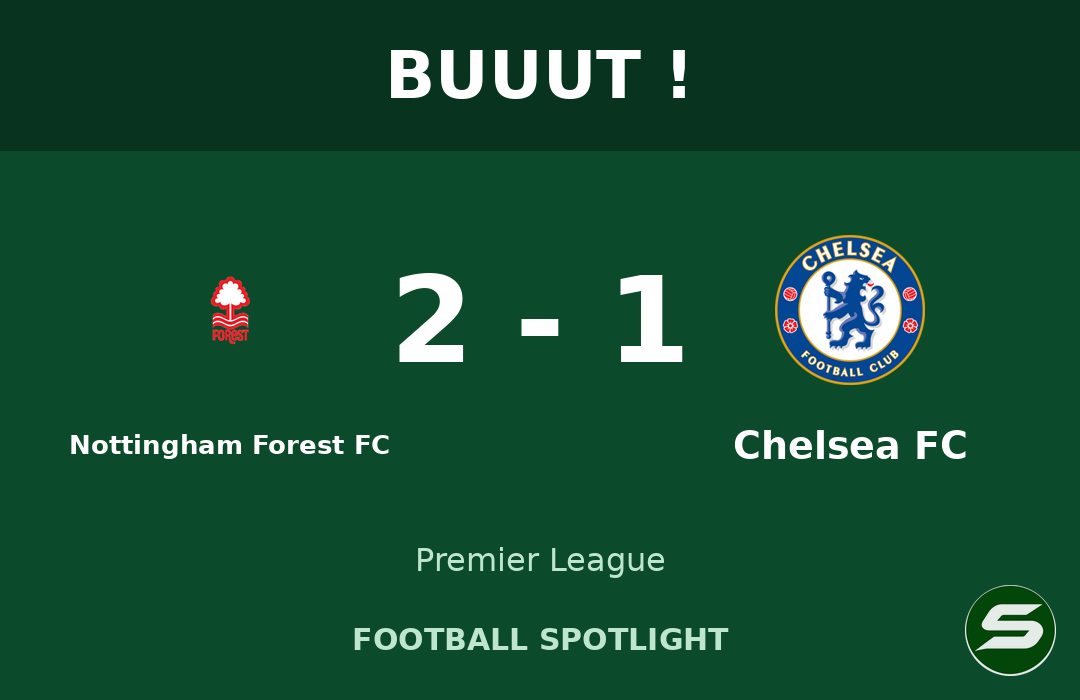 BUUUT !
2 - 1
FOREST
CHELSEA
FOOTBALL CLUB
Nottingham Forest FC
Chelsea FC
Premier League
FOOTBALL SPOTLIGHT
S